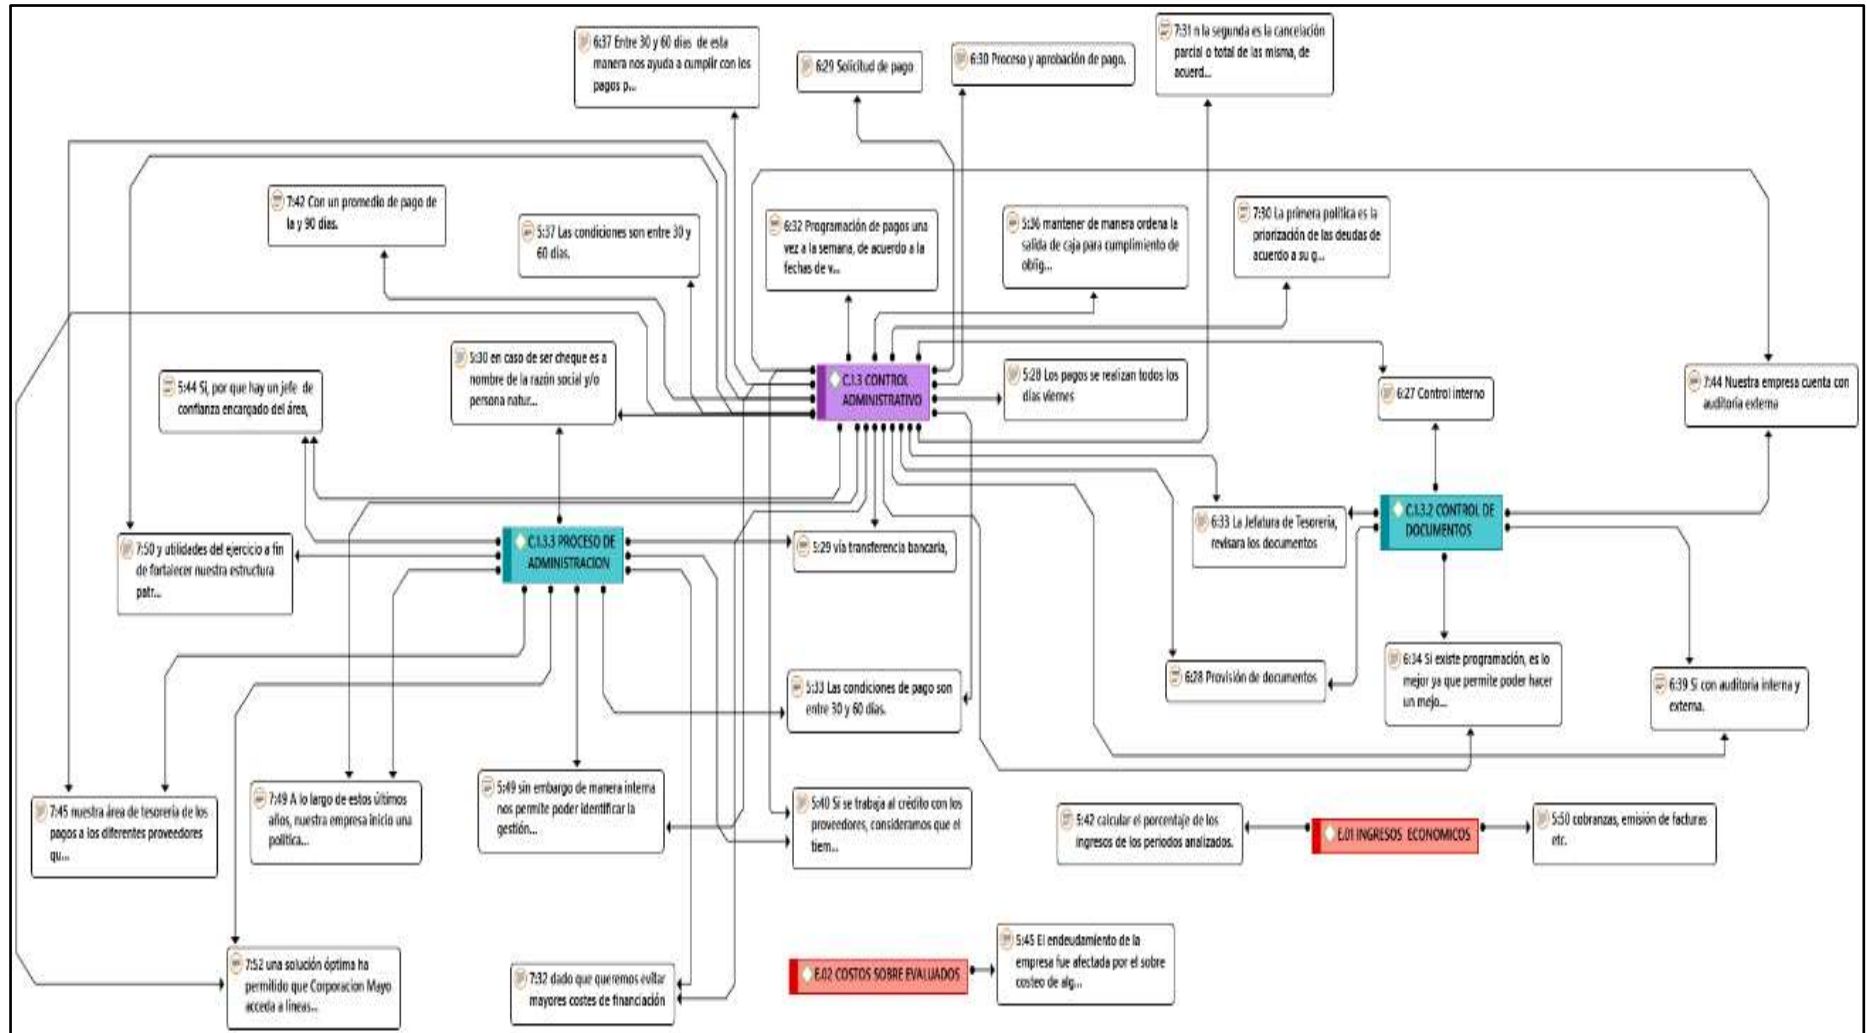 6:37 Entre 30 y 60 dias de esta
manera nos ayuda a cumplir con los
pagos p...
6:29 Solicitud de pago
6:30 Proceso y aprobación de pago.
7:31 n la segunda es la cancelación
parcial o total de las misma, de
acuerd...
7:42 Con un promedio de pago de
la y 90 dias.
5:37 Las condiciones son entre 30 y
60 dias.
6:32 Programación de pagos una
vez a la semana, de acuerdo a la
fechas de v...
5:36 mantener de manera ordena la
salida de caja para cumplimiento de
oblig...
7:30 La primera política es la
priorización de las deudas de
acuerdo a su g...
5:44 Si, por que hay un jefe de
confianza encargado del área,
5:30 en caso de ser cheque es a
nombre de la razón social y/o
persona natur...
C.1.3 CONTROL
ADMINISTRATIVO
5:28 Los pagos se realizan todos los
dias viernes
6:27 Control interno
7:44 Nuestra empresa cuenta con
auditoria externa
7:50 y utilidades del ejercicio a fin
de fortalecer nuestra estructura
patr...
C.1.3.3 PROCESO DE
ADMINISTRACION
5:29 vía transferencia bancaria,
6:33 La Jefatura de Tesorería,
revisara los documentos
C.1.3.2 CONTROL DE
DOCUMENTOS
5:33 Las condiciones de pago son
entre 30 y 60 días.
6:28 Provisión de documentos
6:34 Si existe programación, es lo
mejor ya que permite poder hacer
un mejo...
6:39 Si con auditoria interna y
externa.
7:45 nuestra área de tesorería de los
pagos a los diferentes proveedores
qu...
7:49 A lo largo de estos últimos
años, nuestra empresa inicio una
política...
5:49 sin embargo de manera interna
nos permite poder identificar la
gestión...
5:40 Si se trabaja al crédito con los
proveedores, consideramos que el
tiem...
5:42 calcular el porcentaje de los
ingresos de los periodos analizados.
E.01 INGRESOS ECONOMICOS
5:50 cobranzas, emisión de facturas
etc.
7:52 una solución óptima ha
permitido que Corporacion Mayo
acceda a líneas...
7:32 dado que queremos evitar
mayores costes de financiación
E.02 COSTOS SOBRE EVALUADOS
5:45 El endeudamiento de la
empresa fue afectada por el sobre
costeo de alg...